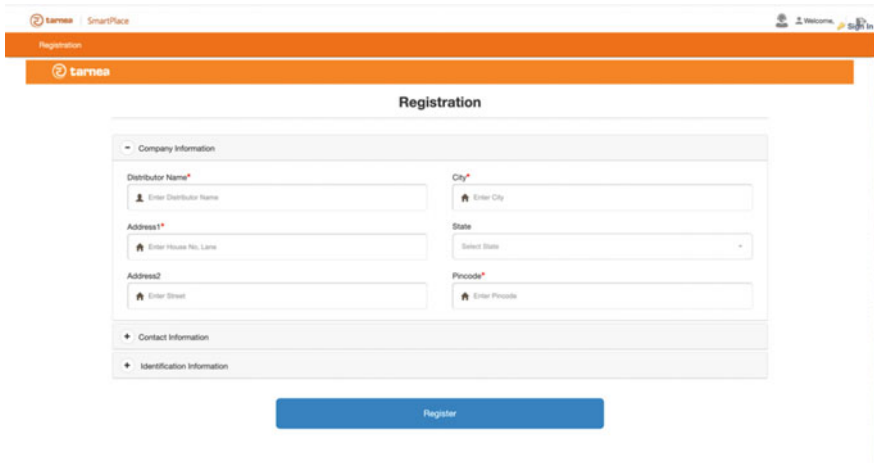 tarnea SmartPlace
Welcome, Sign In
Registration
tarnea
Registration
Company Information
Distributor Name* City*
Enter Distributor Name Enter City
Address1* State
Enter House No, Lane Select State
Address2 Pincode*
Enter Street Enter Pincode
Contact Information
Identification Information
Register